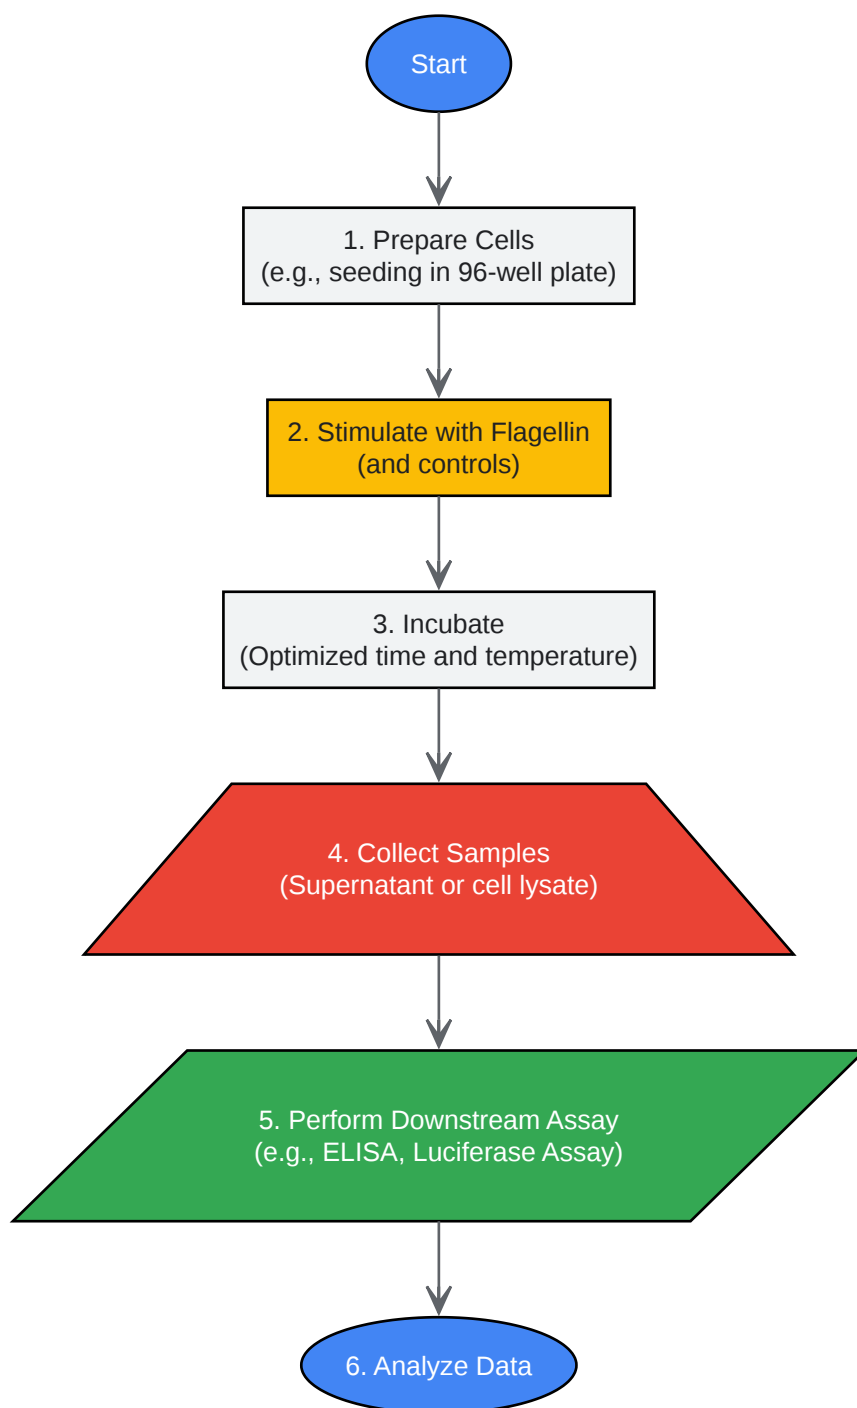 Start
1. Prepare Cells
(e.g., seeding in 96-well plate)
2. Stimulate with Flagellin
(and controls)
3. Incubate
(Optimized time and temperature)
4. Collect Samples
(Supernatant or cell lysate)
5. Perform Downstream Assay
(e.g., ELISA, Luciferase Assay)
6. Analyze Data